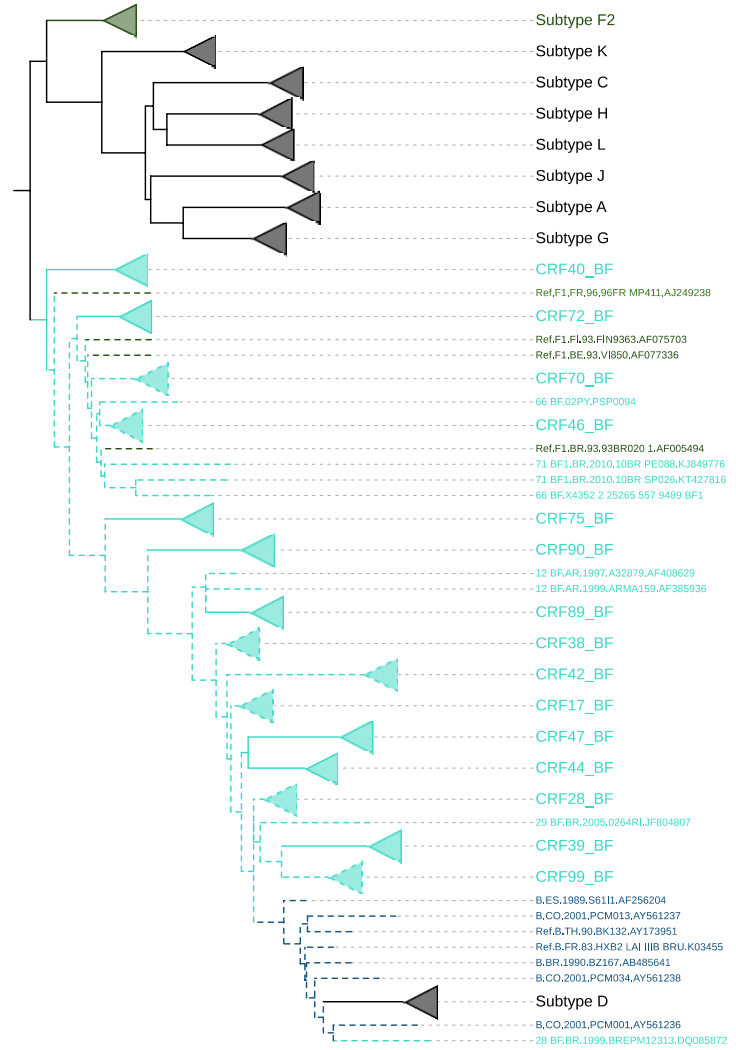 Subtype F2
Subtype K
Subtype C
Subtype H
Subtype L
Subtype J
Subtype A
Subtype G
CRF40_BF
Ref.F1.FR.96.96FR MP411.AJ249238
CRF72_BF
Ref.F1.FI.93.FIN9363.AF075703
Ref.F1.BE.93.VI850.AF077336
CRF70_BF
66 BF.02PY.PSP0094
CRF46_BF
Ref.F1.BR.93.93BR020 1.AF005494
71 BF1.BR.2010.10BR PE088.KJ849776
71 BF1.BR.2010.10BR SP026.KT427816
66 BF.X4352 2 25265 557 9489 BF1
CRF75_BF
CRF90_BF
12 BF.AR.1997.A32879.AF408629
12 BF.AR.1999.ARMA159.AF385936
CRF89_BF
CRF38_BF
CRF42_BF
CRF17_BF
CRF47_BF
CRF44_BF
CRF28_BF
29 BF.BR.2005.0264RI.JF804807
CRF39_BF
CRF99_BF
B.ES.1989.S61I1.AF256204
B.CO.2001.PCM013.AY561237
Ref.B.TH.90.BK132.AY173951
Ref.B.FR.83.HXB2 LAI IIIB BRU.K03455
B.BR.1990.BZ167.AB485641
B.CO.2001.PCM034.AY561238
Subtype D
B.CO.2001.PCM001.AY561236
28 BF.BR.1999.BREPM12313.DQ085872